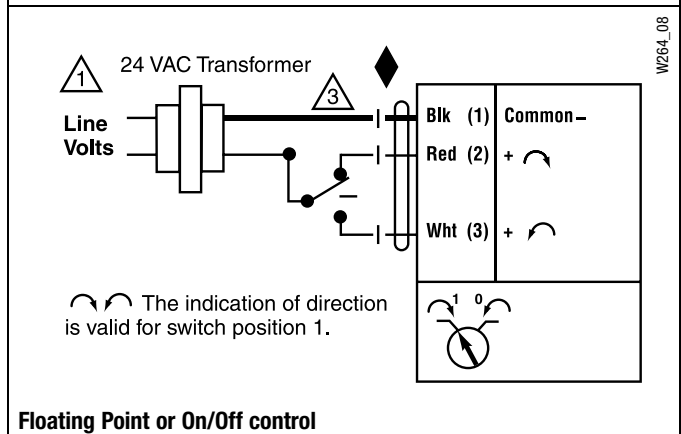 W264_08
24 VAC Transformer
1
3
Line
Volts
Blk (1) Common –
Red (2) +
Wht (3) +
The indication of direction
is valid for switch position 1.
1 0
Floating Point or On/Off control